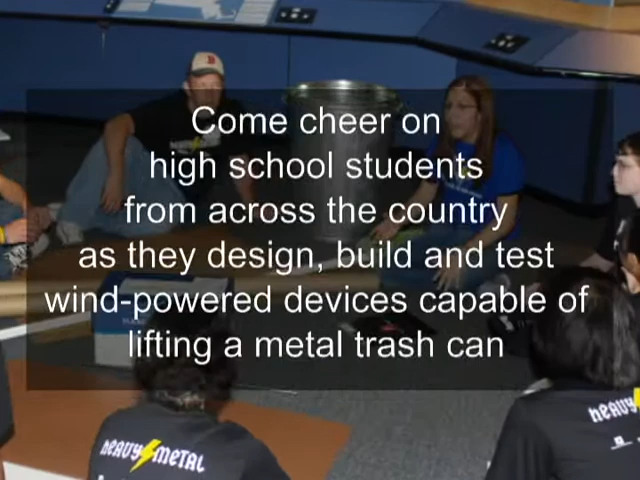 Come cheer on
high school students
from across the country
as they design, build and test
wind-powered devices capable of
lifting a metal trash can
HEAVY METAL
HEAVY